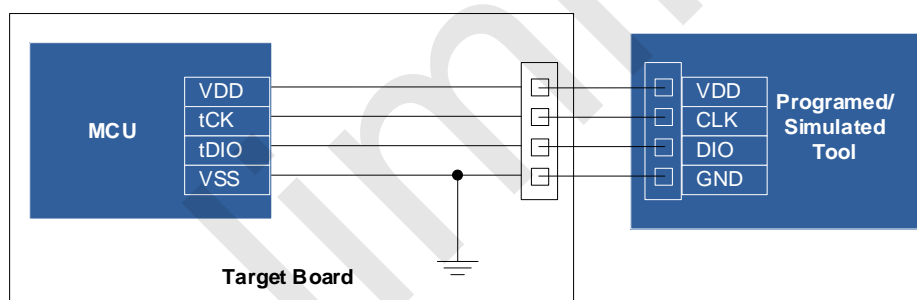 MCU
VDD
tCK
tDIO
VSS
VDD
CLK
DIO
GND
Programed/
Simulated
Tool
Target Board